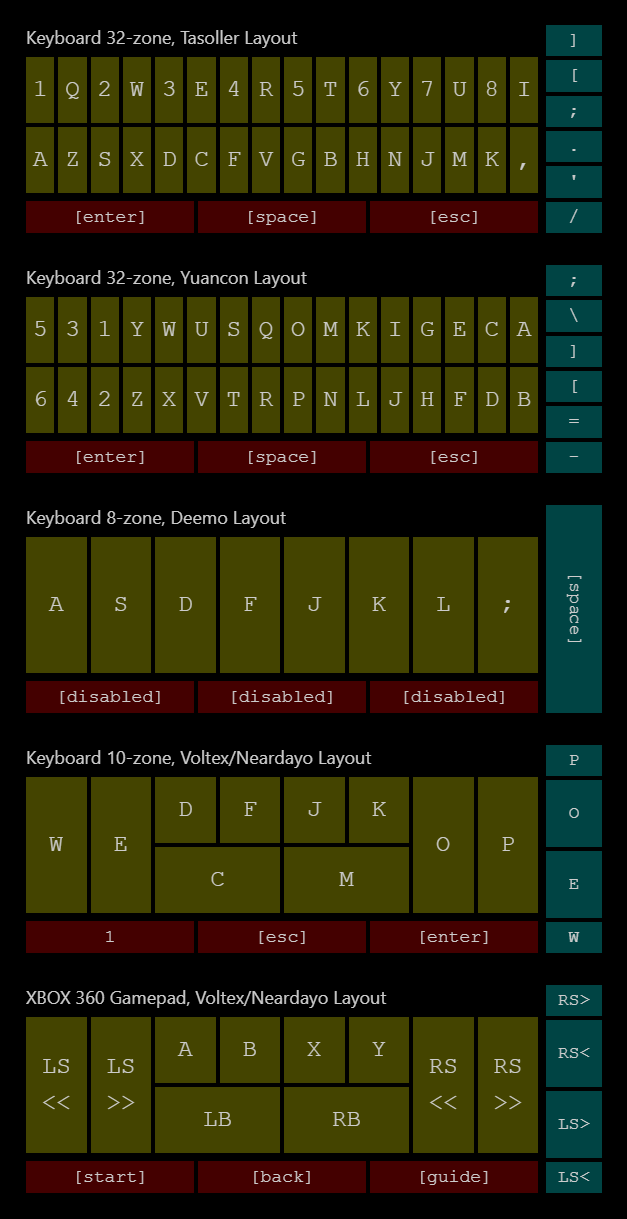 Keyboard 32-zone, Tasoller Layout
1 Q 2 W 3 E 4 R 5 T 6 Y 7 U 8 I
A Z S X D C F V G B H N J M K ,
[enter] [space] [esc]
]
[
;
.
'
/
Keyboard 32-zone, Yuancon Layout
5 3 1 Y W U S Q O M K I G E C A
6 4 2 Z X V T R P N L J H F D B
[enter] [space] [esc]
;
\
]
[
=
-
Keyboard 8-zone, Deemo Layout
A S D F J K L ;
[disabled] [disabled] [disabled]
[space]
Keyboard 10-zone, Voltex/Neardayo Layout
D F J K
W E O P
C M
1 [esc] [enter]
P
O
E
W
XBOX 360 Gamepad, Voltex/Neardayo Layout
A B X Y
LS LS RS RS
<< >> << >>
LB RB
[start] [back] [guide]
RS>
RS<
LS>
LS<